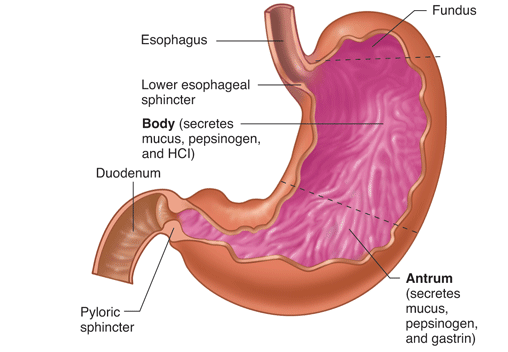 Fundus
Esophagus
Lower esophageal
sphincter
Body (secretes
mucus, pepsinogen,
and HCl)
Duodenum
Antrum
(secretes
mucus,
pepsinogen,
and gastrin)
Pyloric
sphincter